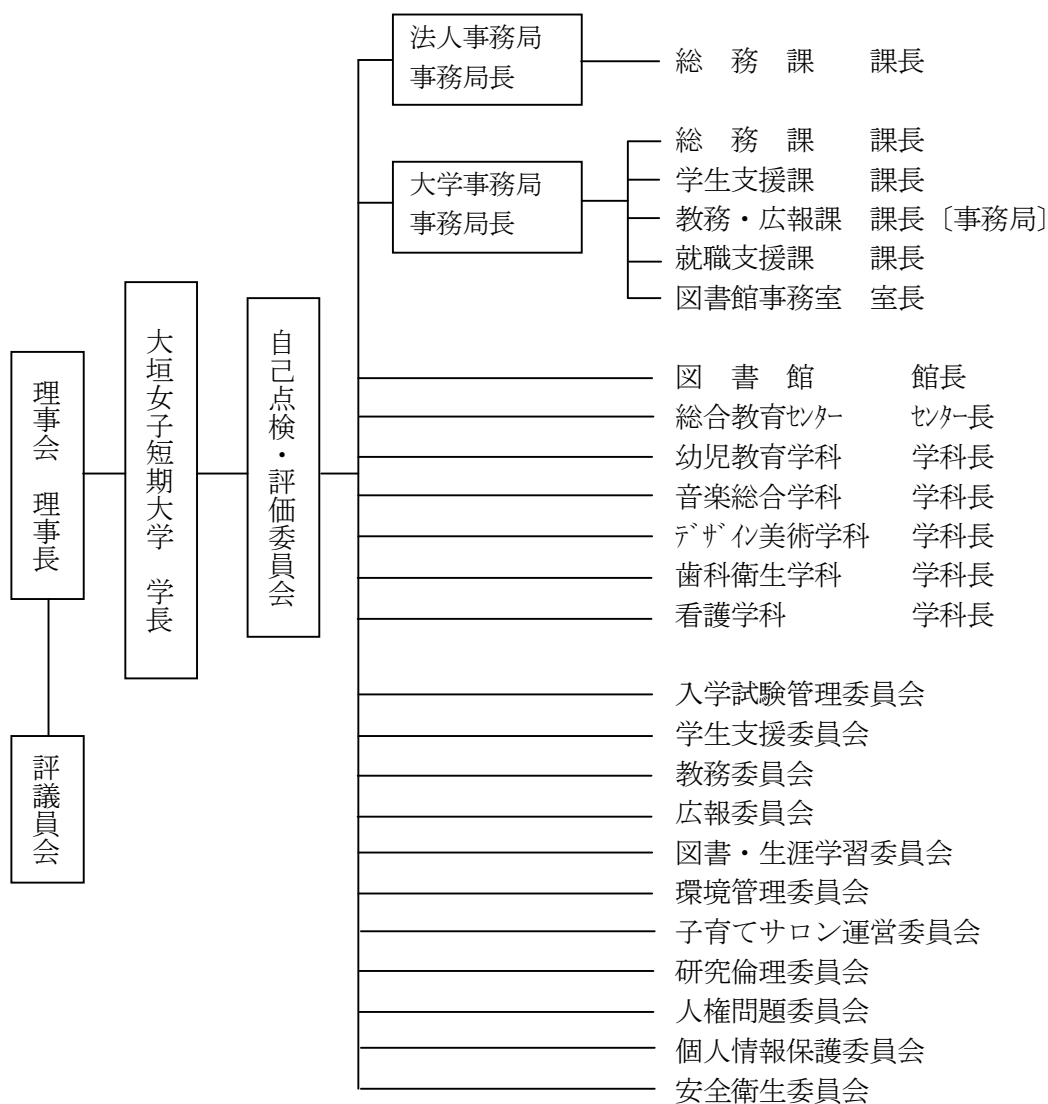 法人事務局
事務局長
総 務 課 課長
大学事務局
事務局長
総 務 課 課長
学生支援課 課長
教務・広報課 課長〔事務局〕
就職支援課 課長
図書館事務室 室長
理事会 理事長
大垣女子短期大学 学長
自己点検・評価委員会
評議員会
図 書 館 館長
総合教育ｾﾝﾀｰ ｾﾝﾀｰ長
幼児教育学科 学科長
音楽総合学科 学科長
ﾃﾞｻﾞｲﾝ美術学科 学科長
歯科衛生学科 学科長
看護学科 学科長
入学試験管理委員会
学生支援委員会
教務委員会
広報委員会
図書・生涯学習委員会
環境管理委員会
子育てサロン運営委員会
研究倫理委員会
人権問題委員会
個人情報保護委員会
安全衛生委員会